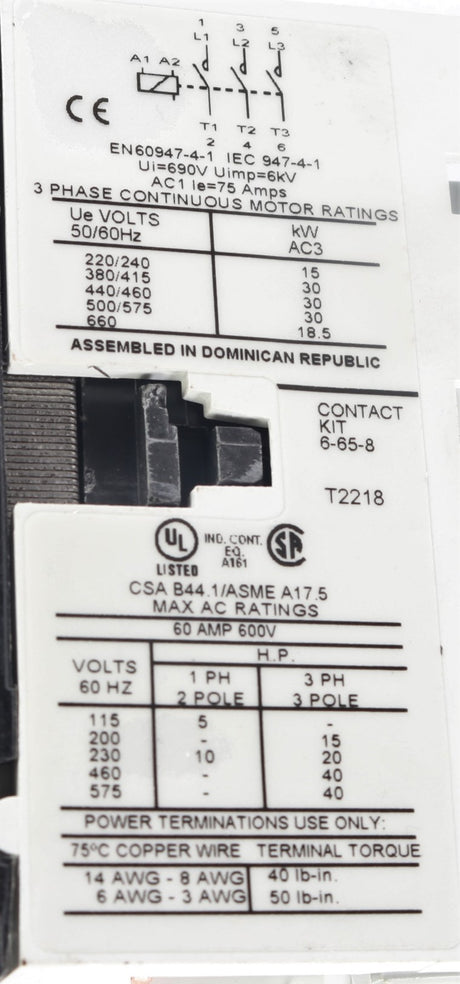 1 3 5
L1 L2 L3
A1 A2
T1 T2 T3
2 4 6
CE
EN60947-4-1 IEC 947-4-1
Ui=690V Uimp=6kV
AC1 Ie=75 Amps
3 PHASE CONTINUOUS MOTOR RATINGS
Ue VOLTS kW
50/60Hz AC3
220/240 15
380/415 30
440/460 30
500/575 30
660 18.5
ASSEMBLED IN DOMINICAN REPUBLIC
CONTACT
KIT
6-65-8
T2218
UL IND. CONT. SA
EQ.
LISTED A161
CSA B44.1/ASME A17.5
MAX AC RATINGS
60 AMP 600V
H.P.
VOLTS 1 PH 3 PH
60 HZ 2 POLE 3 POLE
115 5 -
200 - 15
230 10 20
460 - 40
575 - 40
POWER TERMINATIONS USE ONLY:
75ºC COPPER WIRE TERMINAL TORQUE
14 AWG - 8 AWG 40 lb-in.
6 AWG - 3 AWG 50 lb-in.